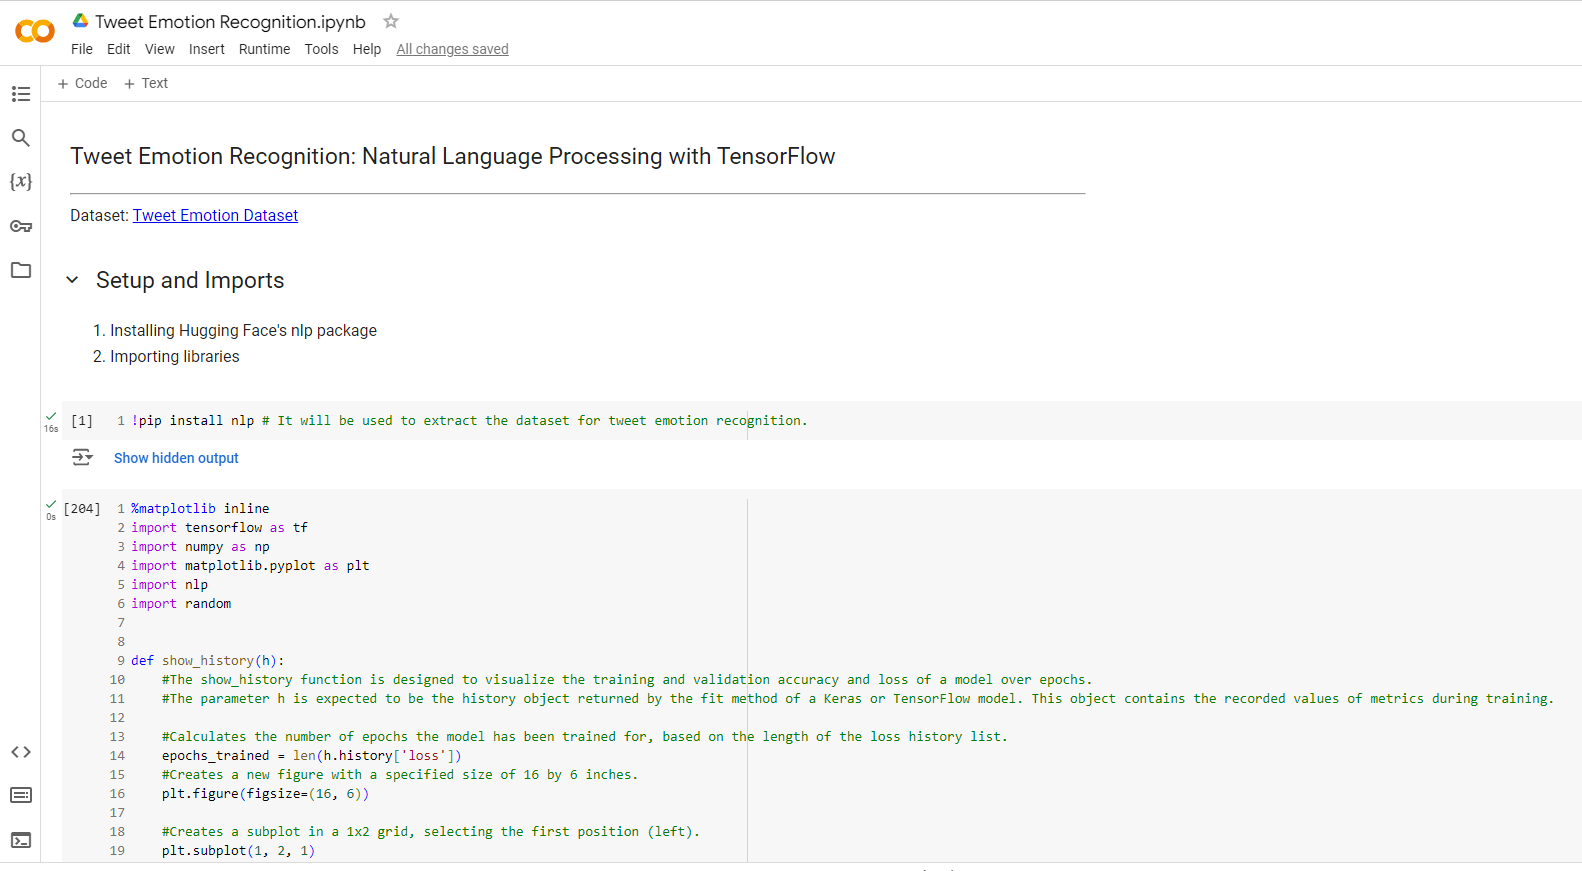 Tweet Emotion Recognition.ipynb
File Edit View Insert Runtime Tools Help All changes saved
+ Code + Text
Tweet Emotion Recognition: Natural Language Processing with TensorFlow
Dataset: Tweet Emotion Dataset
Setup and Imports
1. Installing Hugging Face's nlp package
2. Importing libraries
16s [1] 1 !pip install nlp # It will be used to extract the dataset for tweet emotion recognition.
Show hidden output
0s [204] 1 %matplotlib inline
2 import tensorflow as tf
3 import numpy as np
4 import matplotlib.pyplot as plt
5 import nlp
6 import random
7
8
9 def show_history(h):
10 #The show_history function is designed to visualize the training and validation accuracy and loss of a model over epochs.
11 #The parameter h is expected to be the history object returned by the fit method of a Keras or TensorFlow model. This object contains the recorded values of metrics during training.
12
13 #Calculates the number of epochs the model has been trained for, based on the length of the loss history list.
14 epochs_trained = len(h.history['loss'])
15 #Creates a new figure with a specified size of 16 by 6 inches.
16 plt.figure(figsize=(16, 6))
17
18 #Creates a subplot in a 1x2 grid, selecting the first position (left).
19 plt.subplot(1, 2, 1)